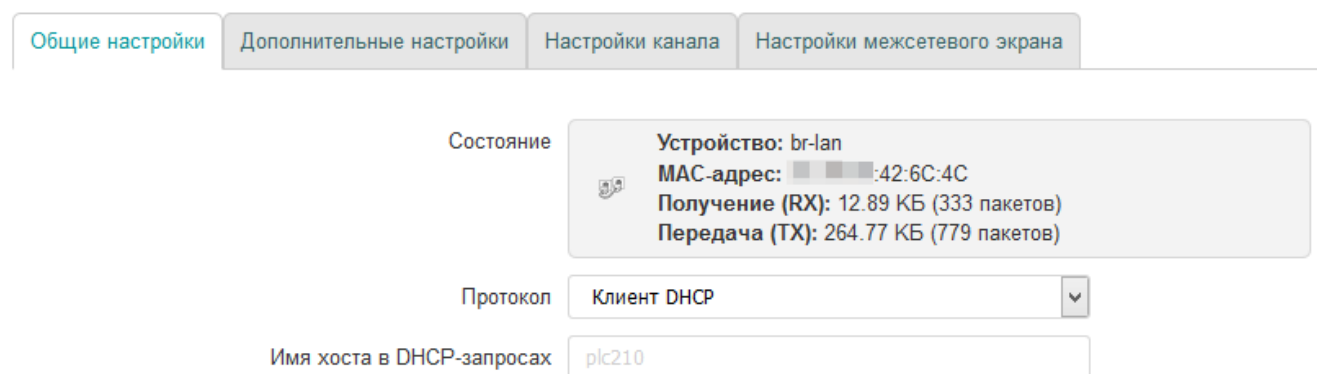 Общие настройки Дополнительные настройки Настройки канала Настройки межсетевого экрана
Состояние
Устройство: br-lan
MAC-адрес: :42:6C:4C
Получение (RX): 12.89 КБ (333 пакетов)
Передача (TX): 264.77 КБ (779 пакетов)
Протокол Клиент DHCP
Имя хоста в DHCP-запросах plc210